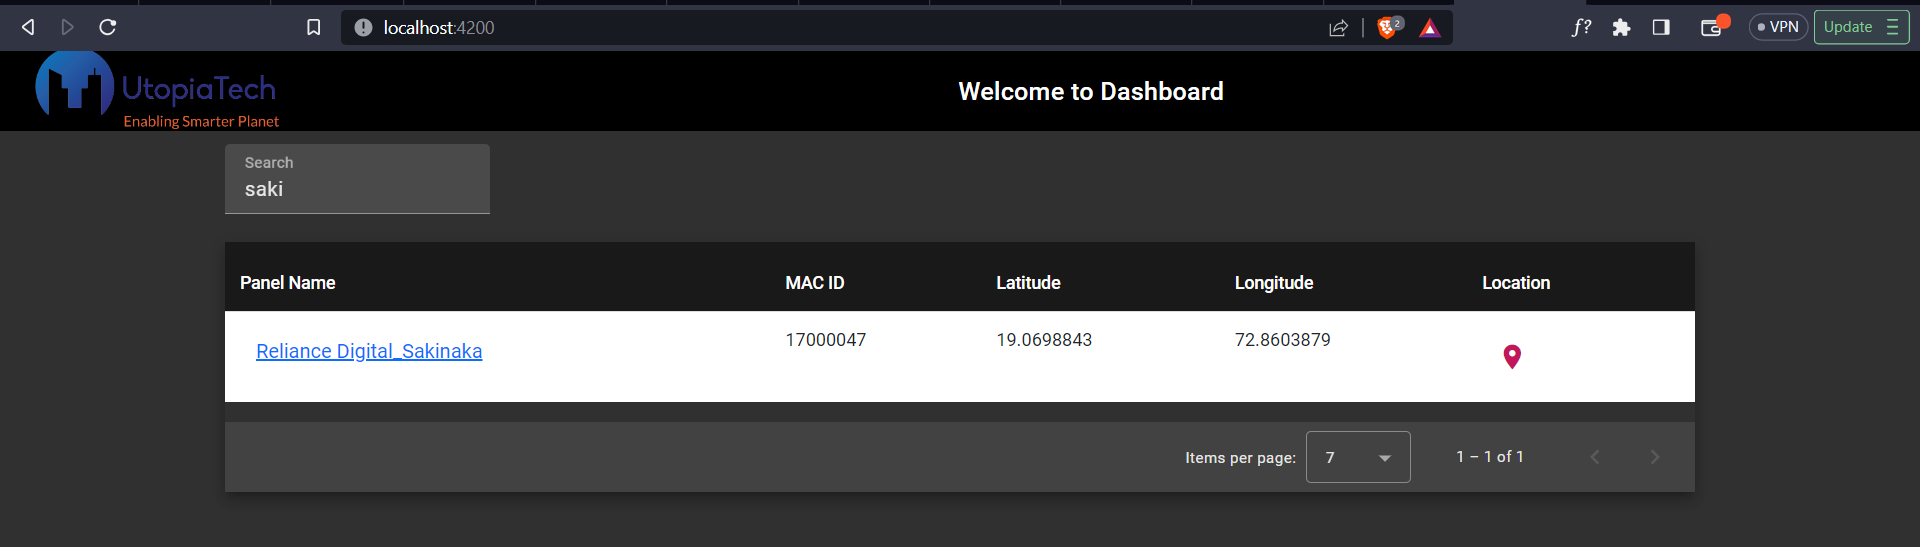 localhost:4200
2
ƒ?
VPN
Update
UtopiaTech
Enabling Smarter Planet
Welcome to Dashboard
Search
saki
Panel Name MAC ID Latitude Longitude Location
Reliance Digital_Sakinaka 17000047 19.0698843 72.8603879
Items per page: 7 1 – 1 of 1